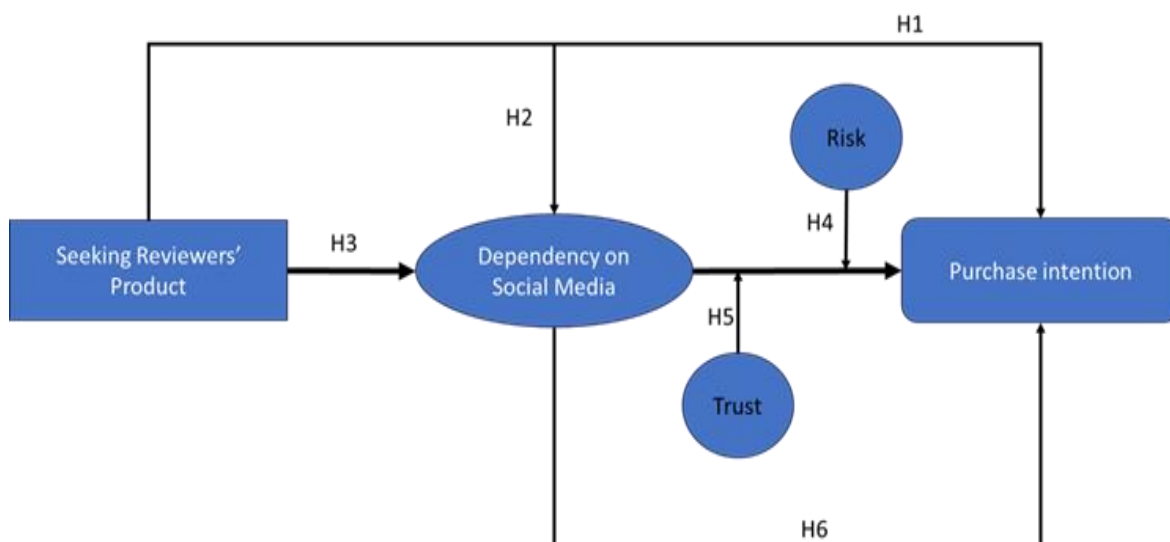 H1
H2
Risk
H3
H4
Seeking Reviewers'
Product
Dependency on
Social Media
Purchase intention
H5
Trust
H6